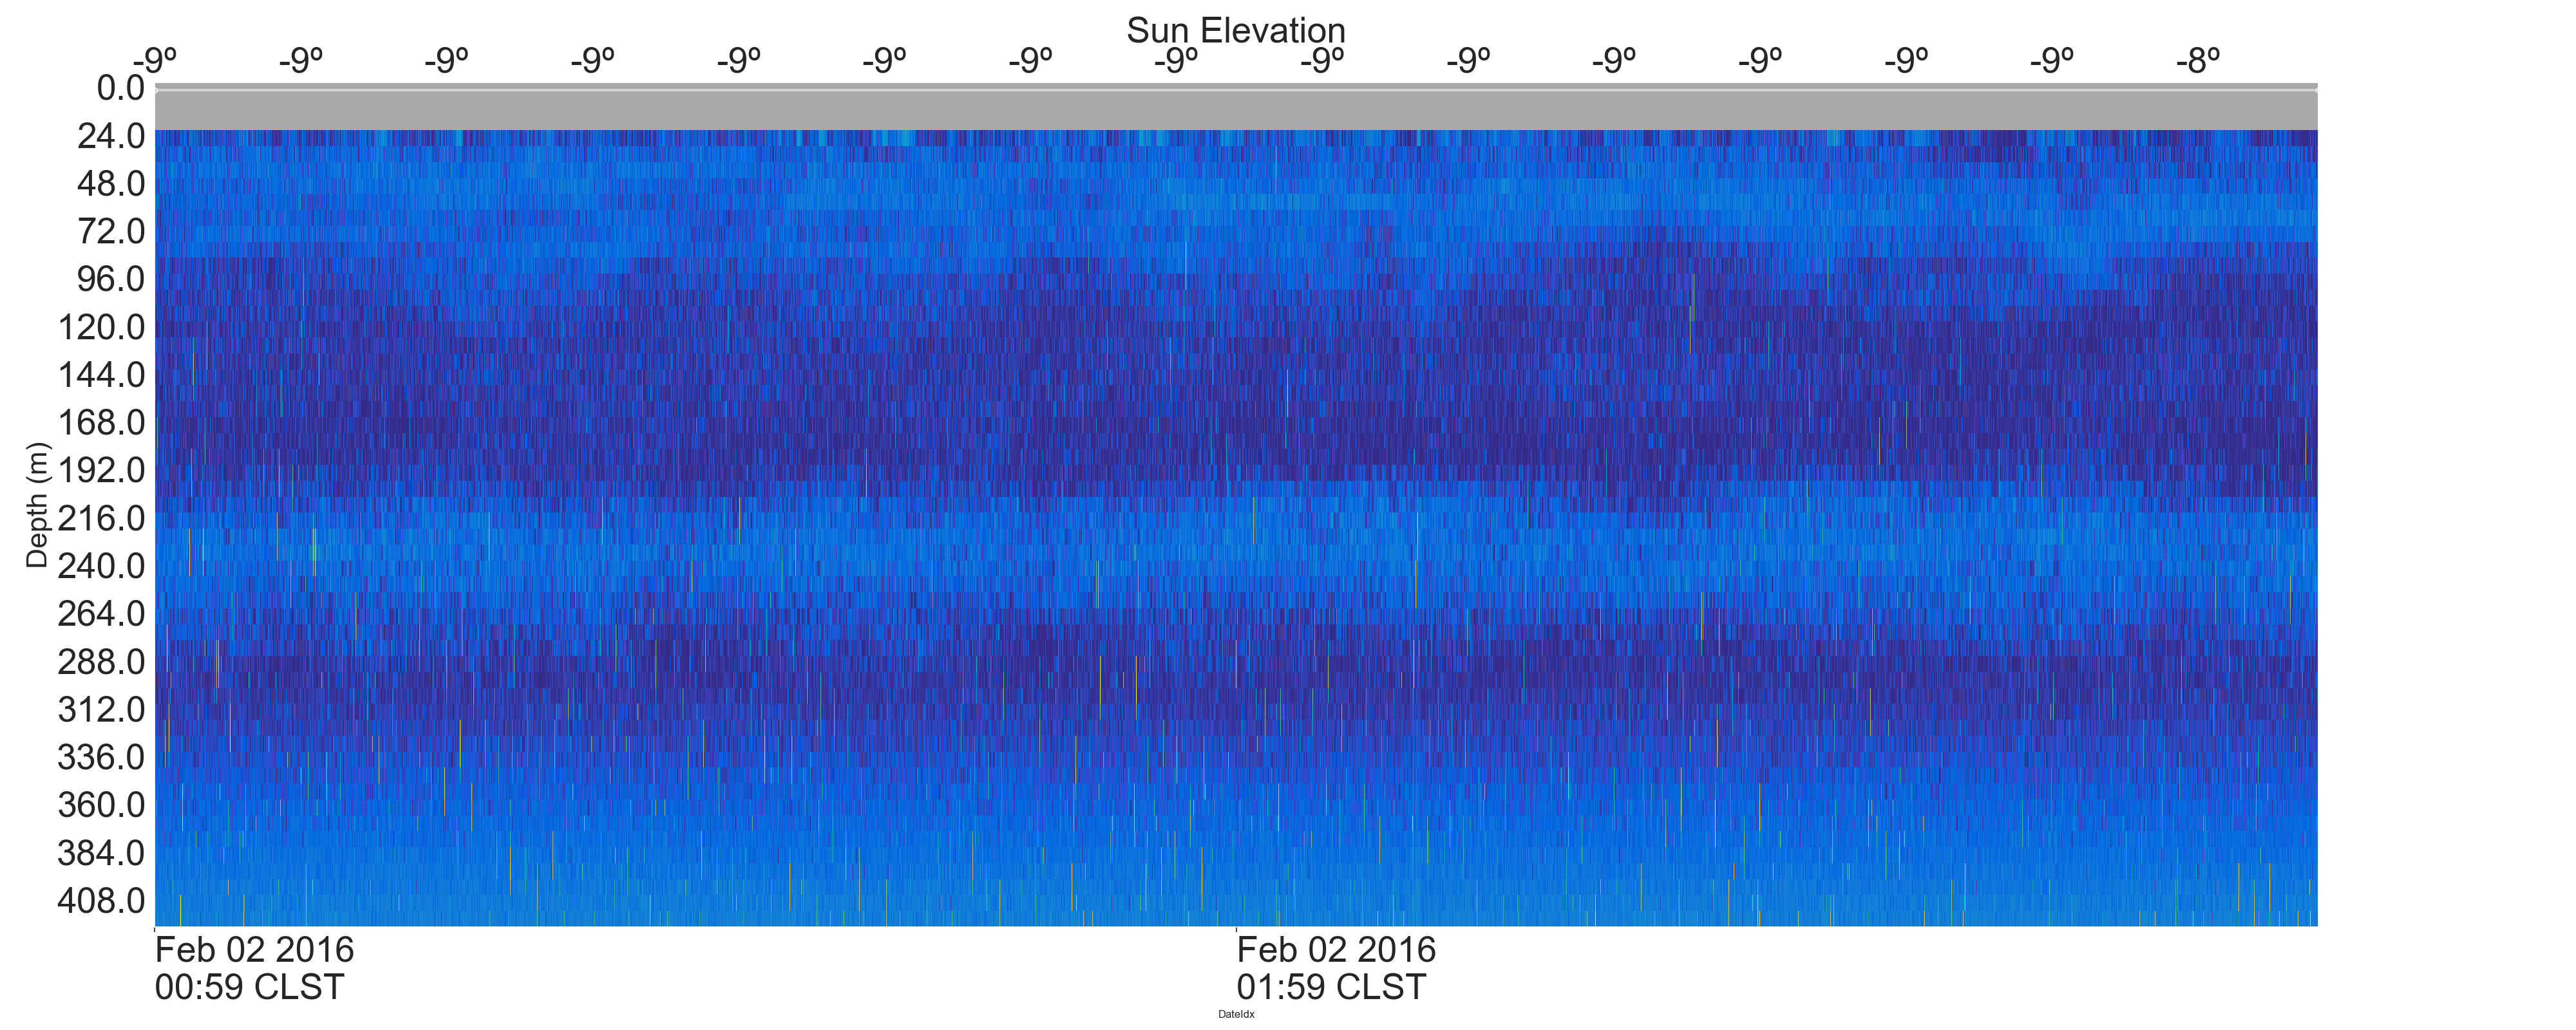 Sun Elevation
-9º -9º -9º -9º -9º -9º -9º -9º -9º -9º -9º -9º -9º -9º -8º
0.0
24.0
48.0
72.0
96.0
120.0
144.0
168.0
192.0
216.0
240.0
264.0
288.0
312.0
336.0
360.0
384.0
408.0
Depth (m)
Feb 02 2016
00:59 CLST
Feb 02 2016
01:59 CLST
DateIdx